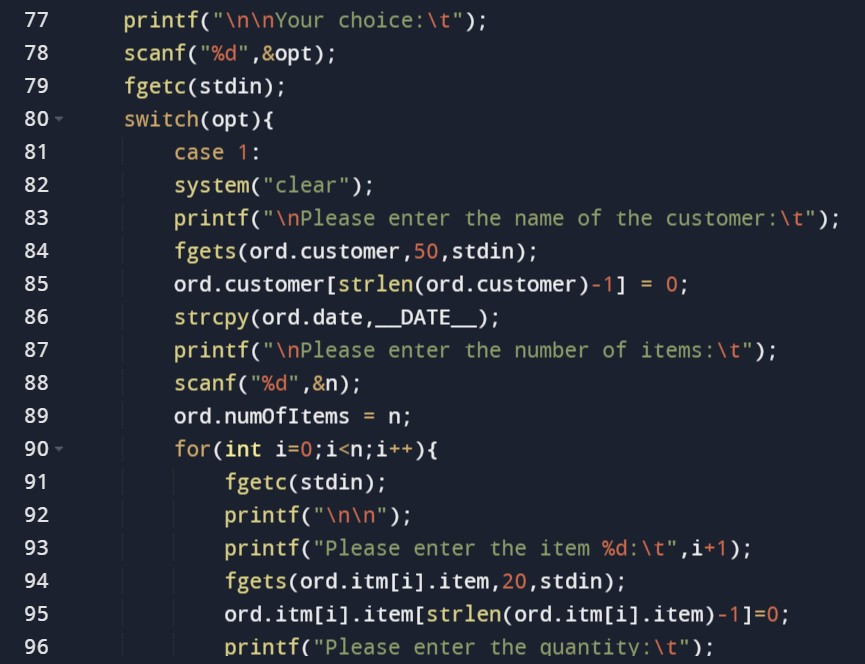 77 printf("\n\nYour choice:\t");
78 scanf("%d",&opt);
79 fgetc(stdin);
80 switch(opt){
81 case 1:
82 system("clear");
83 printf("\nPlease enter the name of the customer:\t");
84 fgets(ord.customer,50,stdin);
85 ord.customer[strlen(ord.customer)-1] = 0;
86 strcpy(ord.date,__DATE__);
87 printf("\nPlease enter the number of items:\t");
88 scanf("%d",&n);
89 ord.numOfItems = n;
90 for(int i=0;i<n;i++){
91 fgetc(stdin);
92 printf("\n\n");
93 printf("Please enter the item %d:\t",i+1);
94 fgets(ord.itm[i].item,20,stdin);
95 ord.itm[i].item[strlen(ord.itm[i].item)-1]=0;
96 printf("Please enter the quantity:\t");